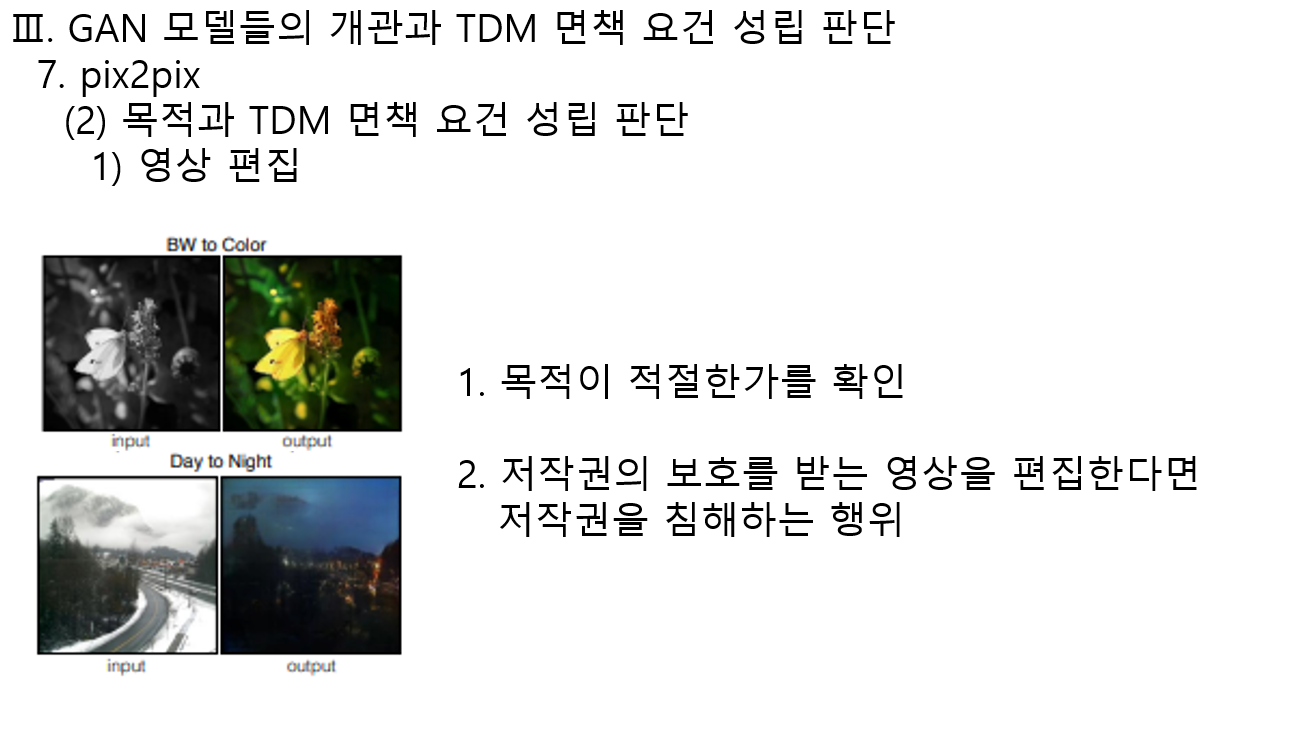 Ⅲ. GAN 모델들의 개관과 TDM 면책 요건 성립 판단
7. pix2pix
(2) 목적과 TDM 면책 요건 성립 판단
1) 영상 편집
BW to Color
input output
Day to Night
input output
1. 목적이 적절한가를 확인
2. 저작권의 보호를 받는 영상을 편집한다면
저작권을 침해하는 행위